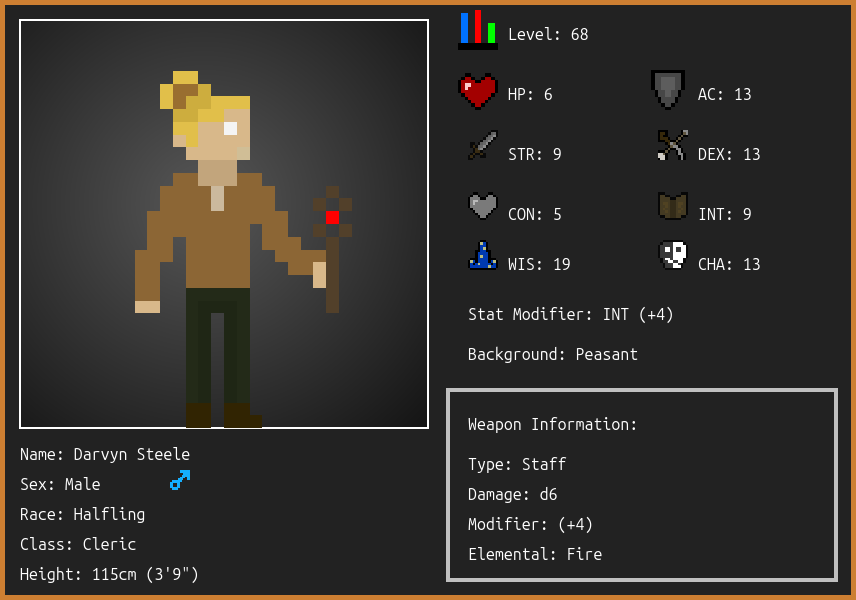 Level: 68
HP: 6
AC: 13
STR: 9
DEX: 13
CON: 5
INT: 9
WIS: 19
CHA: 13
Stat Modifier: INT (+4)
Background: Peasant
Weapon Information:
Type: Staff
Damage: d6
Modifier: (+4)
Elemental: Fire
Name: Darvyn Steele
Sex: Male
Race: Halfling
Class: Cleric
Height: 115cm (3'9")